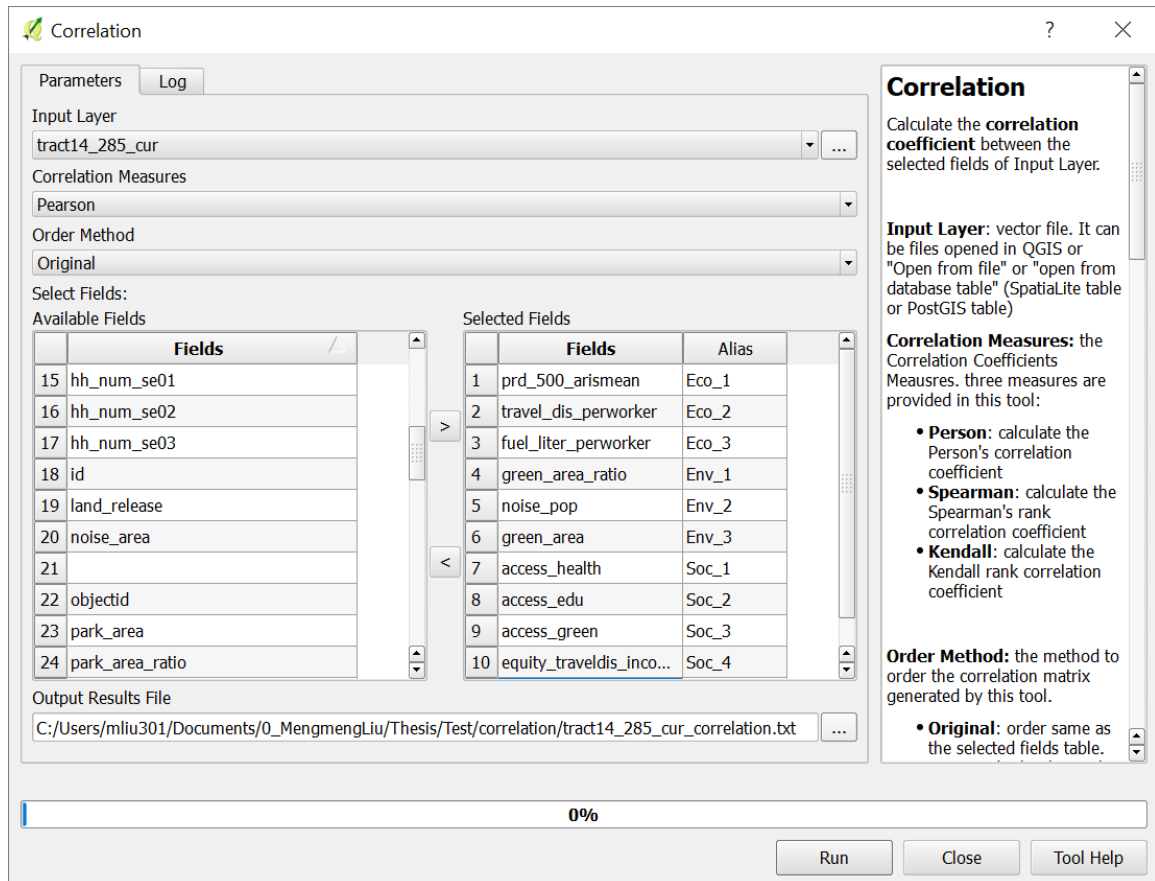 Correlation
?
Parameters
Log
Input Layer
tract14_285_cur
...
Correlation Measures
Pearson
Order Method
Original
Select Fields:
Available Fields
Fields
15 hh_num_se01
16 hh_num_se02
17 hh_num_se03
18 id
19 land_release
20 noise_area
21
22 objectid
23 park_area
24 park_area_ratio
>
<
Selected Fields
Fields Alias
1 prd_500_arismean Eco_1
2 travel_dis_perworker Eco_2
3 fuel_liter_perworker Eco_3
4 green_area_ratio Env_1
5 noise_pop Env_2
6 green_area Env_3
7 access_health Soc_1
8 access_edu Soc_2
9 access_green Soc_3
10 equity_traveldis_inco... Soc_4
Output Results File
C:/Users/mliu301/Documents/0_MengmengLiu/Thesis/Test/correlation/tract14_285_cur_correlation.txt
...
Correlation
Calculate the correlation
coefficient between the
selected fields of Input Layer.
Input Layer: vector file. It can
be files opened in QGIS or
"Open from file" or "open from
database table" (SpatiaLite table
or PostGIS table)
Correlation Measures: the
Correlation Coefficients
Meausres. three measures are
provided in this tool:
• Person: calculate the
Person's correlation
coefficient
• Spearman: calculate the
Spearman's rank
correlation coefficient
• Kendall: calculate the
Kendall rank correlation
coefficient
Order Method: the method to
order the correlation matrix
generated by this tool.
• Original: order same as
the selected fields table.
0%
Run
Close
Tool Help